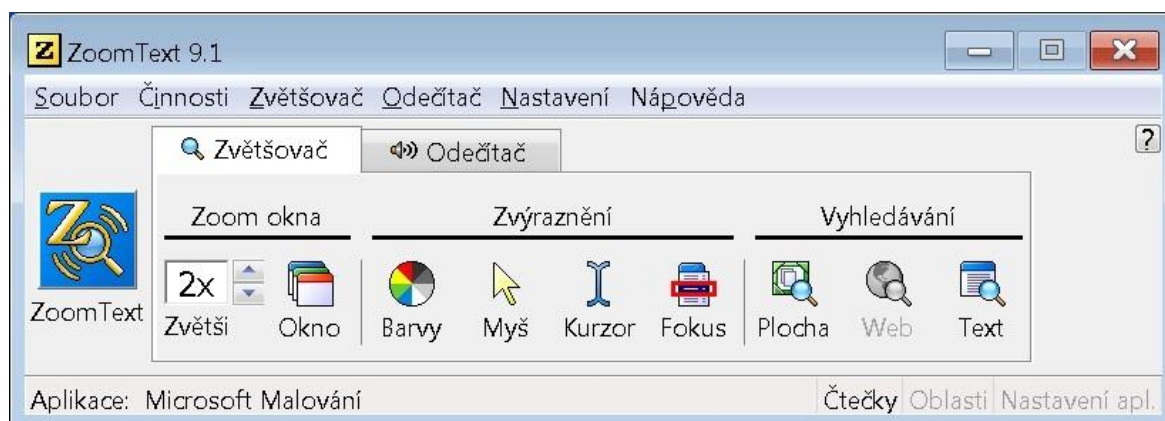 Z ZoomText 9.1
Soubor Činnosti Zvětšovač Odečítač Nastavení Nápověda
Zvětšovač Odečítač ?
Zoom okna Zvýraznění Vyhledávání
2x
ZoomText Zvětši Okno Barvy Myš Kurzor Fokus Plocha Web Text
Aplikace: Microsoft Malování Čtečky Oblasti Nastavení apl.